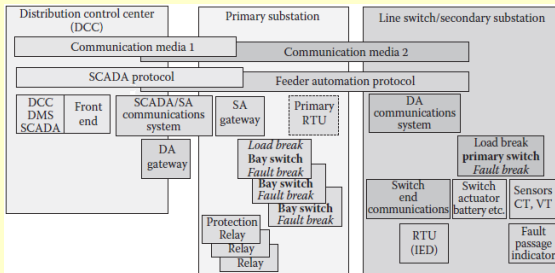 Distribution control center
(DCC)
Primary substation
Line switch/secondary substation
Communication media 1
Communication media 2
SCADA protocol
Feeder automation protocol
DCC
DMS
SCADA
Front
end
SCADA/SA
communications
system
SA
gateway
Primary
RTU
DA
communications
system
DA
gateway
Load break
Bay switch
Fault break
Bay switch
Fault break
Bay switch
Fault break
Load break
primary switch
Fault break
Switch
end
communications
Switch
actuator
battery etc.
Sensors
CT, VT
Protection
Relay
Relay
Relay
RTU
(IED)
Fault
passage
indicator